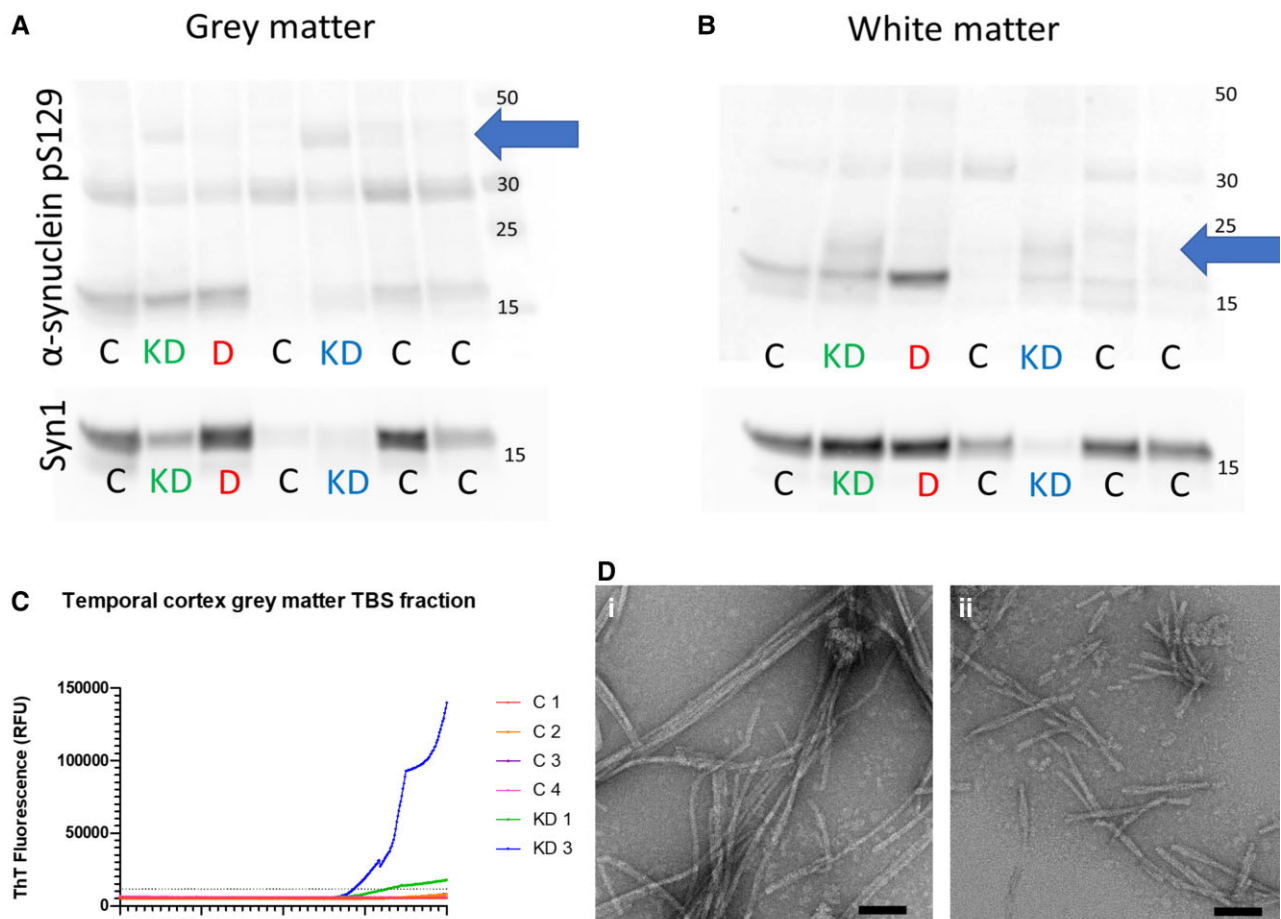 A
Grey matter
B
White matter
α-synuclein pS129
50
30
25
15
C KD D C KD C C
50
30
25
15
C KD D C KD C C
Syn1
15
C KD D C KD C C
15
C KD D C KD C C
C
Temporal cortex grey matter TBS fraction
ThT Fluorescence (RFU)
150000
100000
50000
0
C 1
C 2
C 3
C 4
KD 1
KD 3
D
i
ii